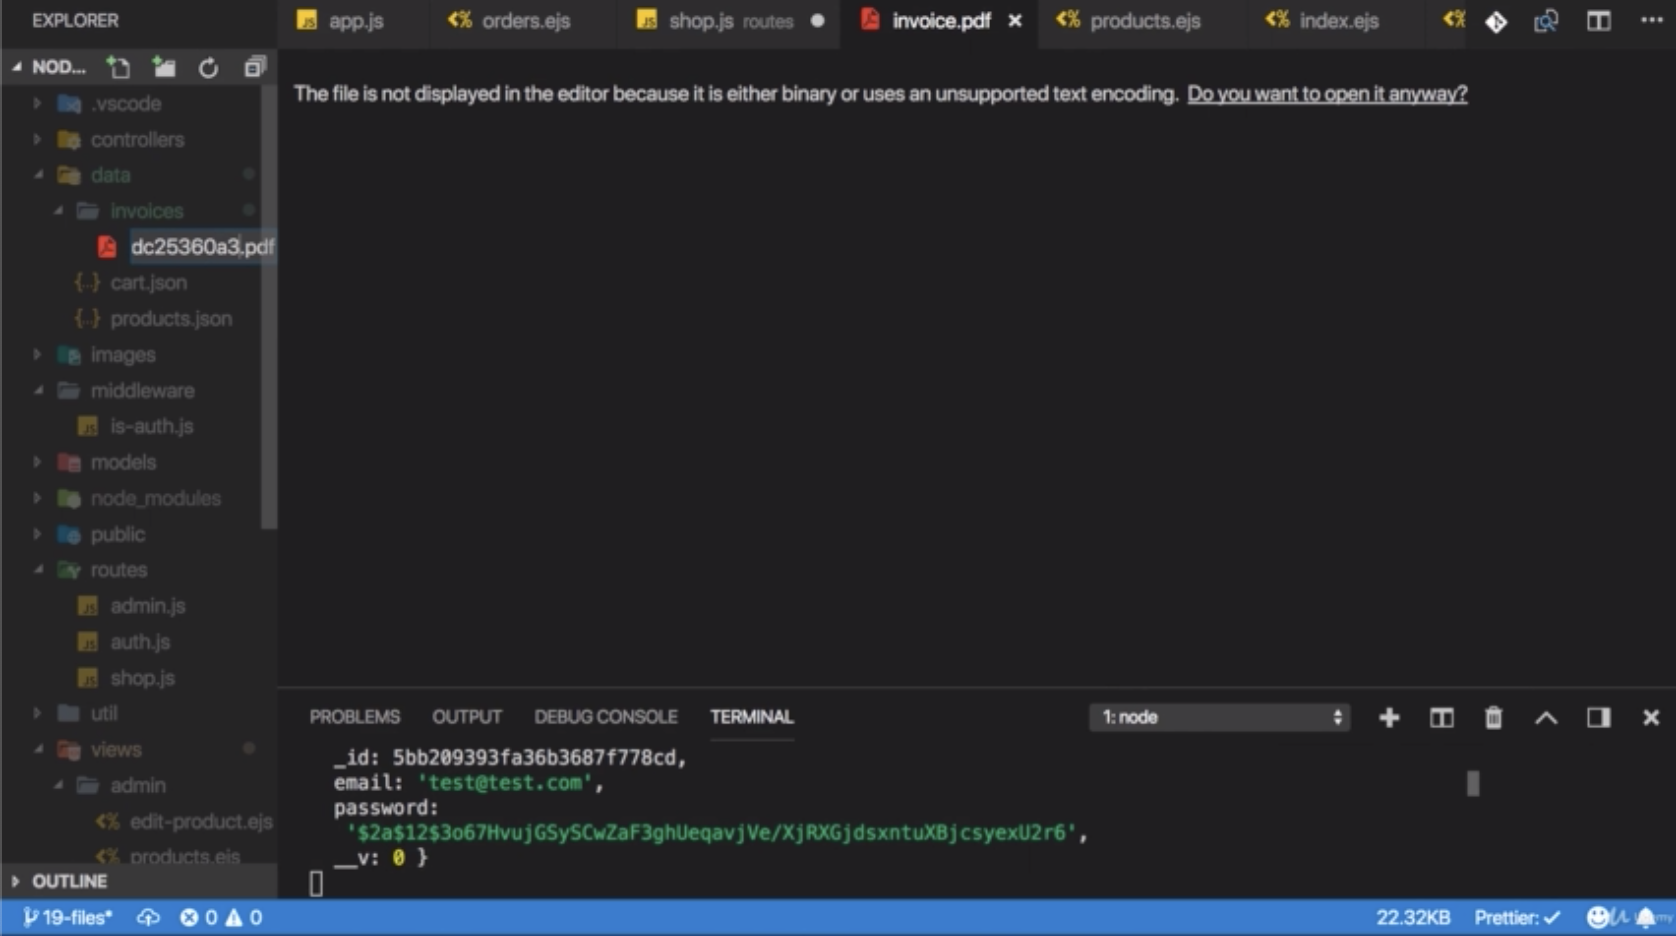 EXPLORER
app.js
orders.ejs
shop.js routes
invoice.pdf
products.ejs
index.ejs
NOD...
The file is not displayed in the editor because it is either binary or uses an unsupported text encoding. Do you want to open it anyway?
.vscode
controllers
data
invoices
dc25360a3.pdf
cart.json
products.json
images
middleware
is-auth.js
models
node_modules
public
routes
admin.js
auth.js
shop.js
util
views
admin
edit-product.ejs
products.ejs
OUTLINE
PROBLEMS OUTPUT DEBUG CONSOLE TERMINAL
1: node
_id: 5bb209393fa36b3687f778cd,
email: 'test@test.com',
password:
'$2a$12$3o67HvujGSySCwZaF3ghUeqavjVe/XjRXGjdsxntuXBjcsyexU2r6',
__v: 0 }
19-files* 0 0
22.32KB Prettier: ✓